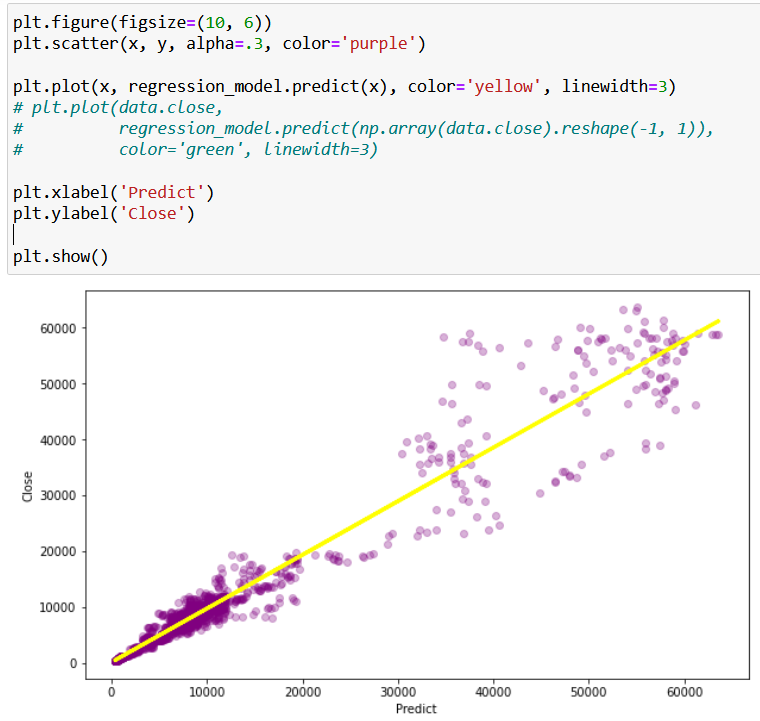 plt.figure(figsize=(10, 6))
plt.scatter(x, y, alpha=.3, color='purple')
plt.plot(x, regression_model.predict(x), color='yellow', linewidth=3)
# plt.plot(data.close,
#          regression_model.predict(np.array(data.close).reshape(-1, 1)),
#          color='green', linewidth=3)
plt.xlabel('Predict')
plt.ylabel('Close')
plt.show()
60000
50000
40000
30000
20000
10000
0
Close
0 10000 20000 30000 40000 50000 60000
Predict